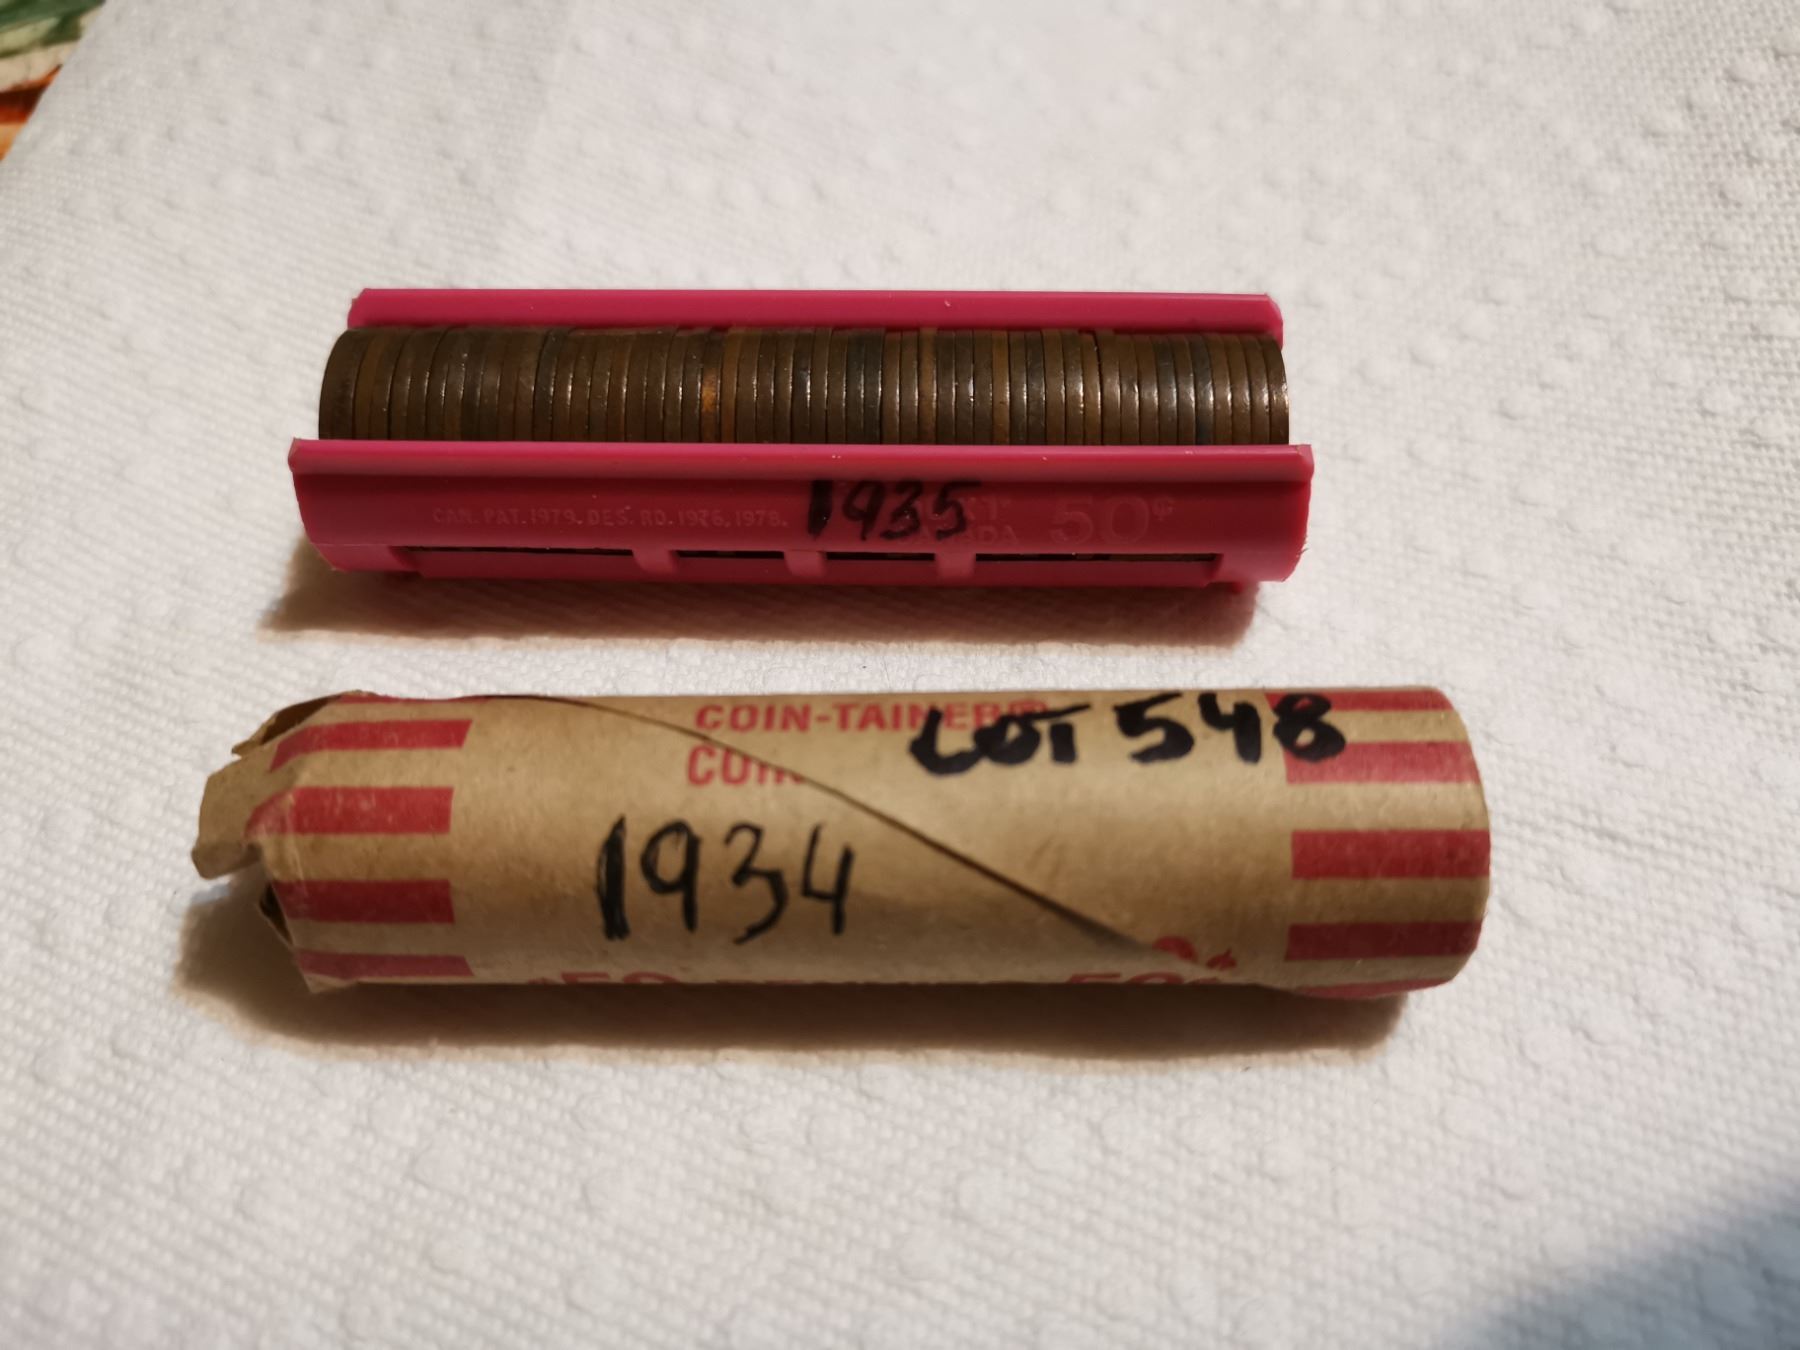 CAN. PAT. 1979. DES. RD. 1976, 1978.
1935
50¢
COIN-TAINER®
LOT 548
1934